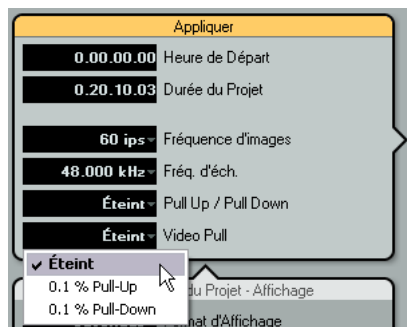 Appliquer
0.00.00.00 Heure de Départ
0.20.10.03 Durée du Projet
60 ips Fréquence d'images
48.000 kHz Fréq. d'éch.
Éteint Pull Up / Pull Down
Éteint Video Pull
✓ Éteint
0.1 % Pull-Up
du Projet - Affichage
0.1 % Pull-Down
d'Affichage